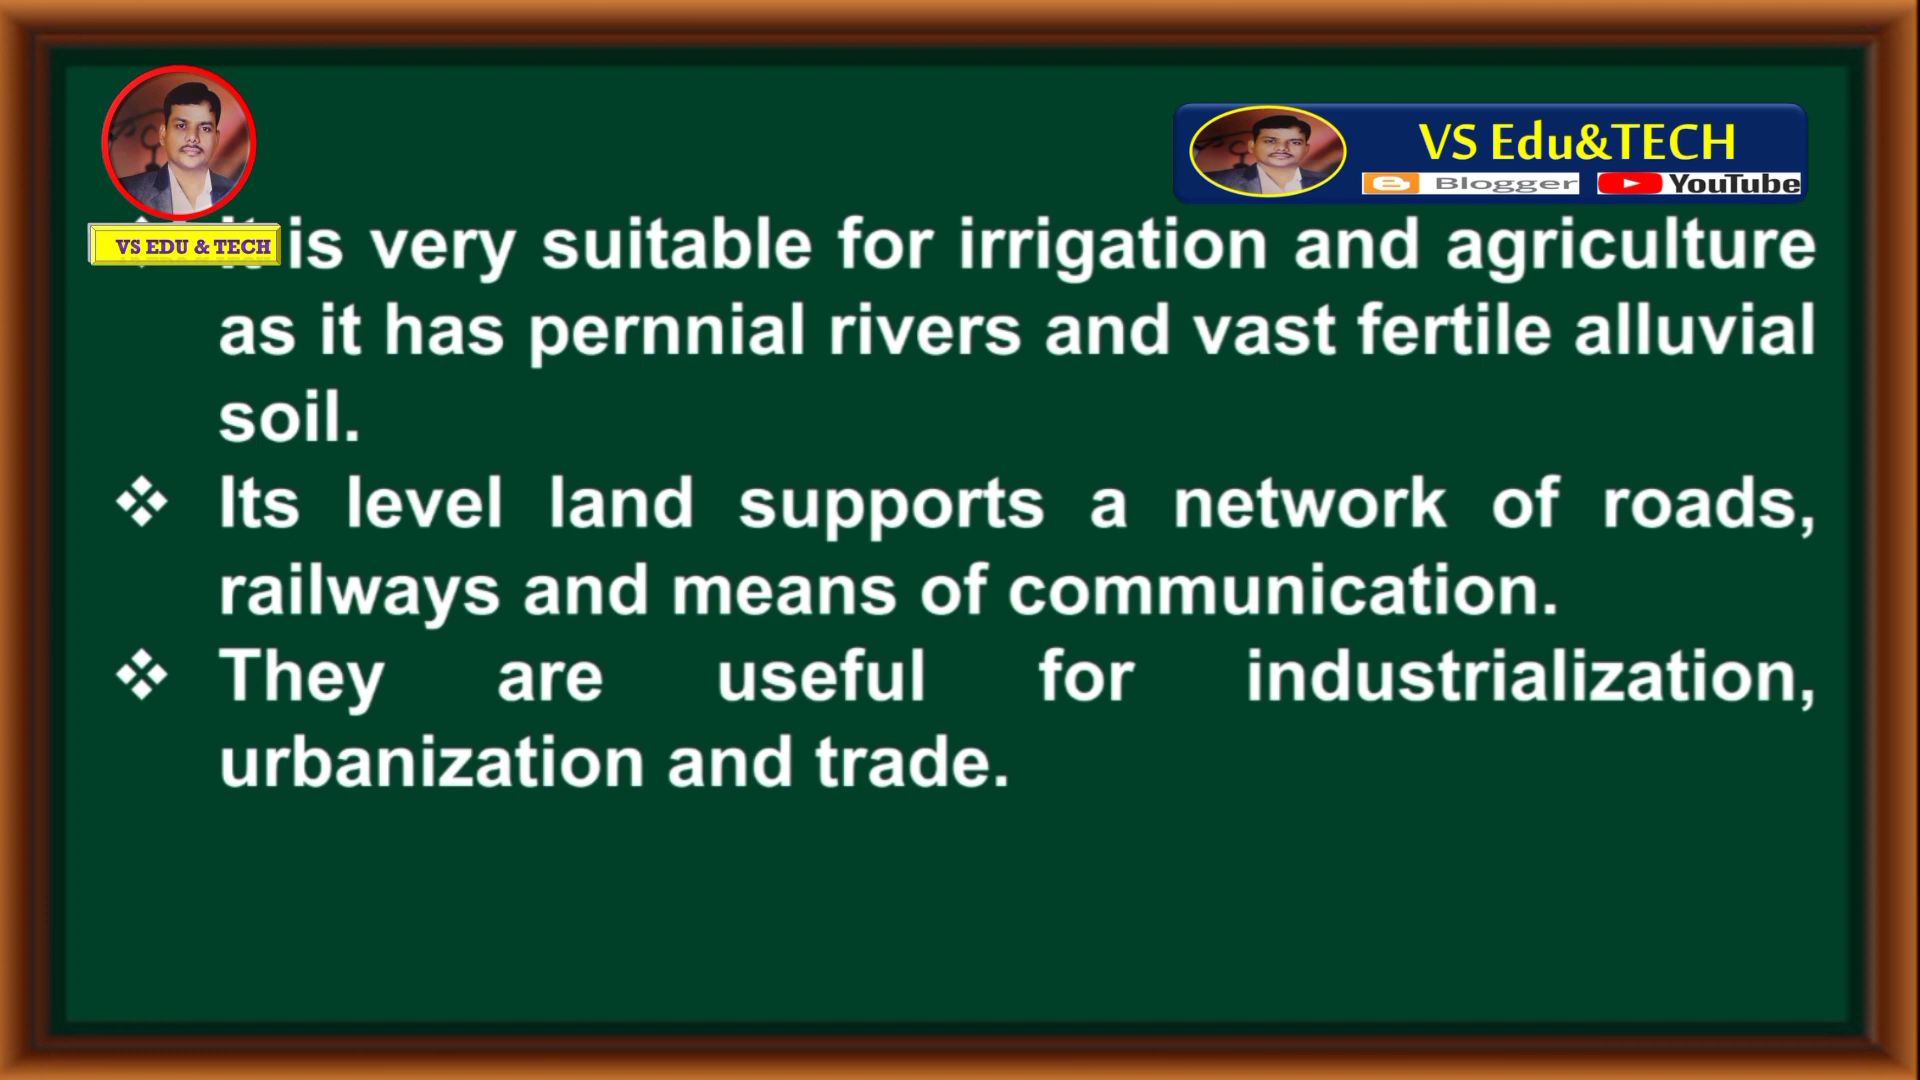 VS Edu&TECH
Blogger YouTube
VS EDU & TECH
It is very suitable for irrigation and agriculture
as it has pernnial rivers and vast fertile alluvial
soil.
❖ Its level land supports a network of roads,
railways and means of communication.
❖ They are useful for industrialization,
urbanization and trade.